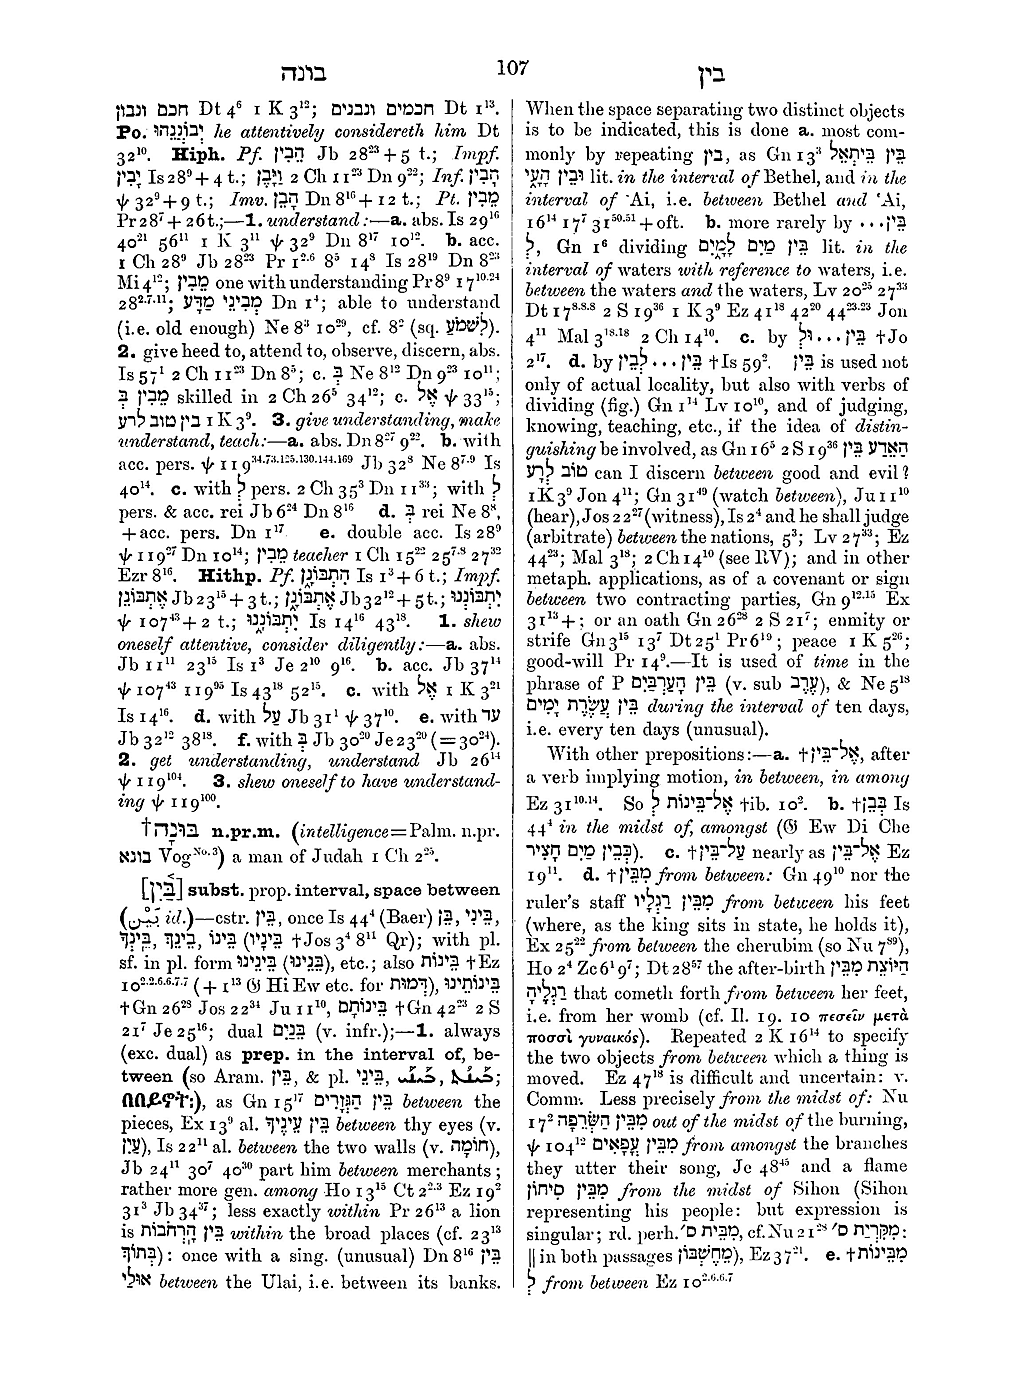 בונה 107 בין
חכם ונבון Dt 4⁶ 1 K 3¹²; חכמים ונבנים Dt 1¹³.
Po. יְבוֹנְנֵהוּ he attentively considereth him Dt
32¹⁰. Hiph. Pf. הֵבִין Jb 28²³ + 5 t.; Impf.
יָבִין Is 28⁹ + 4 t.; וַיָּבֶן 2 Ch 11²³ Dn 9²²; Inf. הָבִין
ψ 32⁹ + 9 t.; Imv. הָבֵן Dn 8¹⁶ + 12 t.; Pt. מֵבִין
Pr 28⁷ + 26 t.;—1. understand:—a. abs. Is 29¹⁶
40²¹ 56¹¹ 1 K 3¹¹ ψ 32⁹ Dn 8¹⁷ 10¹². b. acc.
1 Ch 28⁹ Jb 28²³ Pr 1²·⁶ 8⁵ 14⁸ Is 28¹⁹ Dn 8²³
Mi 4¹²; מֵבִין one with understanding Pr 8⁹ 17¹⁰·²⁴
28²·⁷·¹¹; מְבִינֵי מַדָּע Dn 1⁴; able to understand
(i.e. old enough) Ne 8³ 10²⁹, cf. 8² (sq. לִשְׁמֹעַ).
2. give heed to, attend to, observe, discern, abs.
Is 57¹ 2 Ch 11²³ Dn 8⁵; c. בְּ Ne 8¹² Dn 9²³ 10¹¹;
מֵבִין בְּ skilled in 2 Ch 26⁵ 34¹²; c. אֶל ψ 33¹⁵;
בין טוב לרע 1 K 3⁹. 3. give understanding, make
understand, teach:—a. abs. Dn 8²⁷ 9²². b. with
acc. pers. ψ 119³⁴·⁷³·¹²⁵·¹³⁰·¹⁴⁴·¹⁶⁹ Jb 32⁸ Ne 8⁷·⁹ Is
40¹⁴. c. with לְ pers. 2 Ch 35³ Dn 11³³; with לְ
pers. & acc. rei Jb 6²⁴ Dn 8¹⁶ d. בְּ rei Ne 8⁸,
+ acc. pers. Dn 1¹⁷ e. double acc. Is 28⁹
ψ 119²⁷ Dn 10¹⁴; מֵבִין teacher 1 Ch 15²² 25⁷·⁸ 27³²
Ezr 8¹⁶. Hithp. Pf. הִתְבּוֹנָן Is 1³ + 6 t.; Impf.
אֶתְבּוֹנֵן Jb 23¹⁵ + 3 t.; אֶתְבּוֹנָן Jb 32¹² + 5 t.; יִתְבּוֹנְנוּ
ψ 107⁴³ + 2 t.; יִתְבּוֹנָנוּ Is 14¹⁶ 43¹⁸. 1. shew
oneself attentive, consider diligently:—a. abs.
Jb 11¹¹ 23¹⁵ Is 1³ Je 2¹⁰ 9¹⁶. b. acc. Jb 37¹⁴
ψ 107⁴³ 119⁹⁵ Is 43¹⁸ 52¹⁵. c. with אֶל 1 K 3²¹
Is 14¹⁶. d. with עַל Jb 31¹ ψ 37¹⁰. e. with עד
Jb 32¹² 38¹⁸. f. with בְּ Jb 30²⁰ Je 23²⁰ (= 30²⁴).
2. get understanding, understand Jb 26¹⁴
ψ 119¹⁰⁴. 3. shew oneself to have understand-
ing ψ 119¹⁰⁰.
†בּוּנָה n.pr.m. (intelligence=Palm. n.pr.
בונא Vogᴺᵒ·³) a man of Judah 1 Ch 2²⁵.
[בַּיִן] subst. prop. interval, space between
(بَيْن id.)—cstr. בֵּין, once Is 44⁴ (Baer) בֵּן, בֵּינִי,
בֵּינְךָ, בֵּינֶךָ, בֵּינוֹ (בֵּינָיו †Jos 3⁴ 8¹¹ Qr); with pl.
sf. in pl. form בֵּינֵינוּ (בֵּנֵינוּ), etc.; also בֵּינוֹת †Ez
10²·²·⁶·⁶·⁷·⁷ (+ 1¹³ 𝔊 Hi Ew etc. for דְּמוּת), בֵּינוֹתֵינוּ
†Gn 26²⁸ Jos 22³⁴ Ju 11¹⁰, בֵּינוֹתָם †Gn 42²³ 2 S
21⁷ Je 25¹⁶; dual בֵּנַיִם (v. infr.);—1. always
(exc. dual) as prep. in the interval of, be-
tween (so Aram. בֵּין, & pl. בֵּינֵי,
as Gn 15¹⁷ בֵּין הַגְּזָרִים between the
pieces, Ex 13⁹ al. בֵּין עֵינֶיךָ between thy eyes (v.
עַיִן), Is 22¹¹ al. between the two walls (v. חוֹמָה),
Jb 24¹¹ 30⁷ 40³⁰ part him between merchants;
rather more gen. among Ho 13¹⁵ Ct 2²·³ Ez 19²
31³ Jb 34³⁷; less exactly within Pr 26¹³ a lion
is בֵּין הָרְחֹבוֹת within the broad places (cf. 23¹³
בְּתוֹךְ): once with a sing. (unusual) Dn 8¹⁶ בֵּין
אוּלַי between the Ulai, i.e. between its banks.
When the space separating two distinct objects
is to be indicated, this is done a. most com-
monly by repeating בין, as Gn 13³ בֵּין בֵּיתְאֵל
וּבֵין הָעָי lit. in the interval of Bethel, and in the
interval of ʿAi, i.e. between Bethel and ʿAi,
16¹⁴ 17⁷ 31⁵⁰·⁵¹ + oft. b. more rarely by בֵּין···
לְ, Gn 1⁶ dividing בֵּין מַיִם לָמָיִם lit. in the
interval of waters with reference to waters, i.e.
between the waters and the waters, Lv 20²⁵ 27³³
Dt 17⁸·⁸·⁸ 2 S 19³⁶ 1 K 3⁹ Ez 41¹⁸ 42²⁰ 44²³·²³ Jon
4¹¹ Mal 3¹⁸·¹⁸ 2 Ch 14¹⁰. c. by בֵּין···וּלְ †Jo
2¹⁷. d. by בֵּין···לְבֵין †Is 59². בֵּין is used not
only of actual locality, but also with verbs of
dividing (fig.) Gn 1¹⁴ Lv 10¹⁰, and of judging,
knowing, teaching, etc., if the idea of distin-
guishing be involved, as Gn 16⁵ 2 S 19³⁶ הַאֵדַע בֵּין
טוֹב לְרָע can I discern between good and evil?
1 K 3⁹ Jon 4¹¹; Gn 31⁴⁹ (watch between), Ju 11¹⁰
(hear), Jos 22²⁷ (witness), Is 2⁴ and he shall judge
(arbitrate) between the nations, 5³; Lv 27³³; Ez
44²³; Mal 3¹⁸; 2 Ch 14¹⁰ (see RV); and in other
metaph. applications, as of a covenant or sign
between two contracting parties, Gn 9¹²·¹⁵ Ex
31¹³ +; or an oath Gn 26²⁸ 2 S 21⁷; enmity or
strife Gn 3¹⁵ 13⁷ Dt 25¹ Pr 6¹⁹; peace 1 K 5²⁶;
good-will Pr 14⁹.—It is used of time in the
phrase of P בֵּין הָעַרְבַּיִם (v. sub עֶרֶב), & Ne 5¹⁸
בֵּין עֲשֶׂרֶת יָמִים during the interval of ten days,
i.e. every ten days (unusual).
With other prepositions:—a. †אֶל־בֵּין, after
a verb implying motion, in between, in among
Ez 31¹⁰·¹⁴. So אֶל־בֵּינוֹת לְ †ib. 10². b. †בְּבֵן Is
44⁴ in the midst of, amongst (𝔊 Ew Di Che
כְּבֵין מַיִם חָצִיר). c. †עַל־בֵּין nearly as אֶל־בֵּין Ez
19¹¹. d. †מִבֵּין from between: Gn 49¹⁰ nor the
ruler's staff מִבֵּין רַגְלָיו from between his feet
(where, as the king sits in state, he holds it),
Ex 25²² from between the cherubim (so Nu 7⁸⁹),
Ho 2⁴ Zc 6¹ 9⁷; Dt 28⁵⁷ the after-birth הַיּוֹצֵת מִבֵּין
רַגְלֶיהָ that cometh forth from between her feet,
i.e. from her womb (cf. Il. 19. 10 πεσεῖν μετὰ
ποσσὶ γυναικός). Repeated 2 K 16¹⁴ to specify
the two objects from between which a thing is
moved. Ez 47¹⁸ is difficult and uncertain: v.
Comm. Less precisely from the midst of: Nu
17² מִבֵּין הַשְּׂרֵפָה out of the midst of the burning,
ψ 104¹² מִבֵּין עֳפָאיִם from amongst the branches
they utter their song, Je 48⁴⁵ and a flame
מִבֵּין סִיחוֹן from the midst of Sihon (Sihon
representing his people: but expression is
singular; rd. perh. מִבֵּית ס׳, cf. Nu 21²⁸ מִקִּרְיַת ס׳:
‖ in both passages מֵחֶשְׁבּוֹן), Ez 37²¹. e. †מִבֵּינוֹת
לְ from between Ez 10²·⁶·⁶·⁷